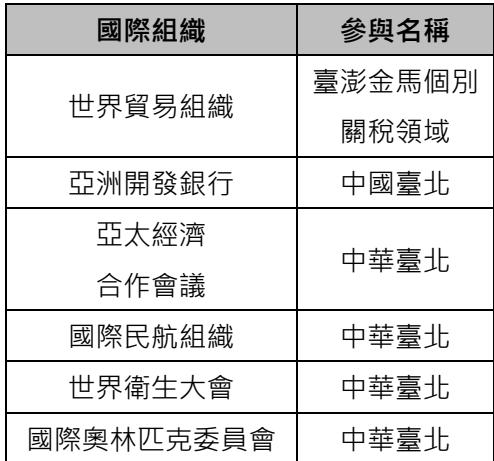 國際組織 參與名稱
世界貿易組織 臺澎金馬個別
關稅領域
亞洲開發銀行 中國臺北
亞太經濟
合作會議 中華臺北
國際民航組織 中華臺北
世界衛生大會 中華臺北
國際奧林匹克委員會 中華臺北